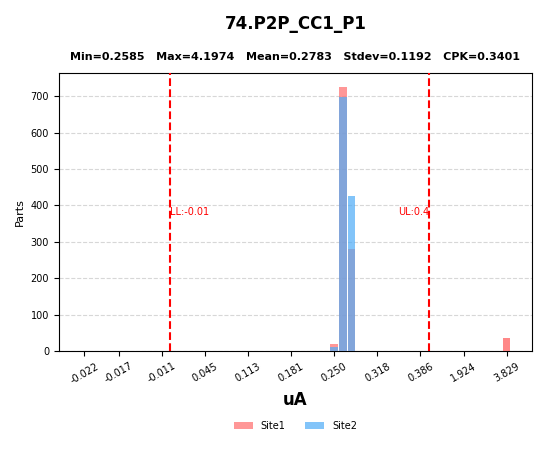 74.P2P_CC1_P1
Min=0.2585 Max=4.1974 Mean=0.2783 Stdev=0.1192 CPK=0.3401
700
600
500
400
300
200
100
0
Parts
LL:-0.01
UL:0.4
-0.022 -0.017 -0.011 0.045 0.113 0.181 0.250 0.318 0.386 1.924 3.829
uA
Site1 Site2